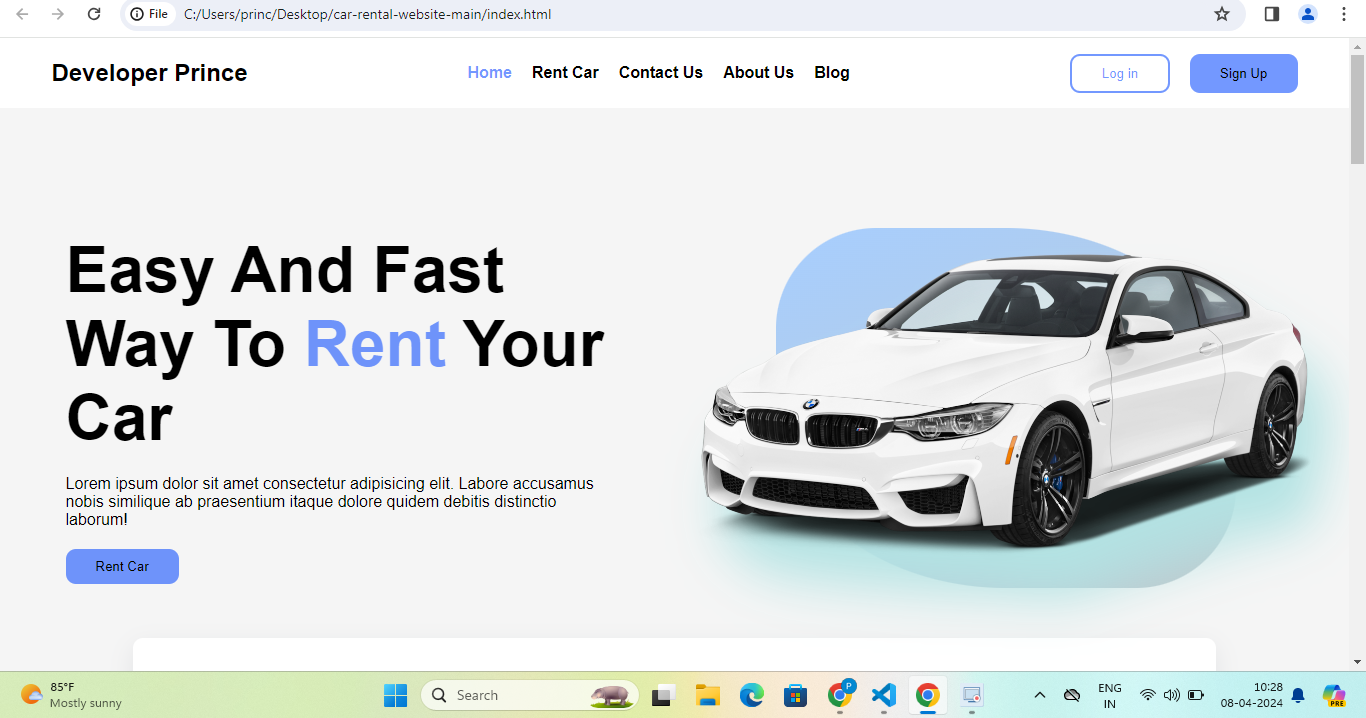 File C:/Users/princ/Desktop/car-rental-website-main/index.html
Developer Prince
Home Rent Car Contact Us About Us Blog
Log in Sign Up
Easy And Fast
Way To Rent Your
Car
Lorem ipsum dolor sit amet consectetur adipisicing elit. Labore accusamus
nobis similique ab praesentium itaque dolore quidem debitis distinctio
laborum!
Rent Car
85°F
Mostly sunny
Search
P
ENG
IN
10:28
08-04-2024
PRE